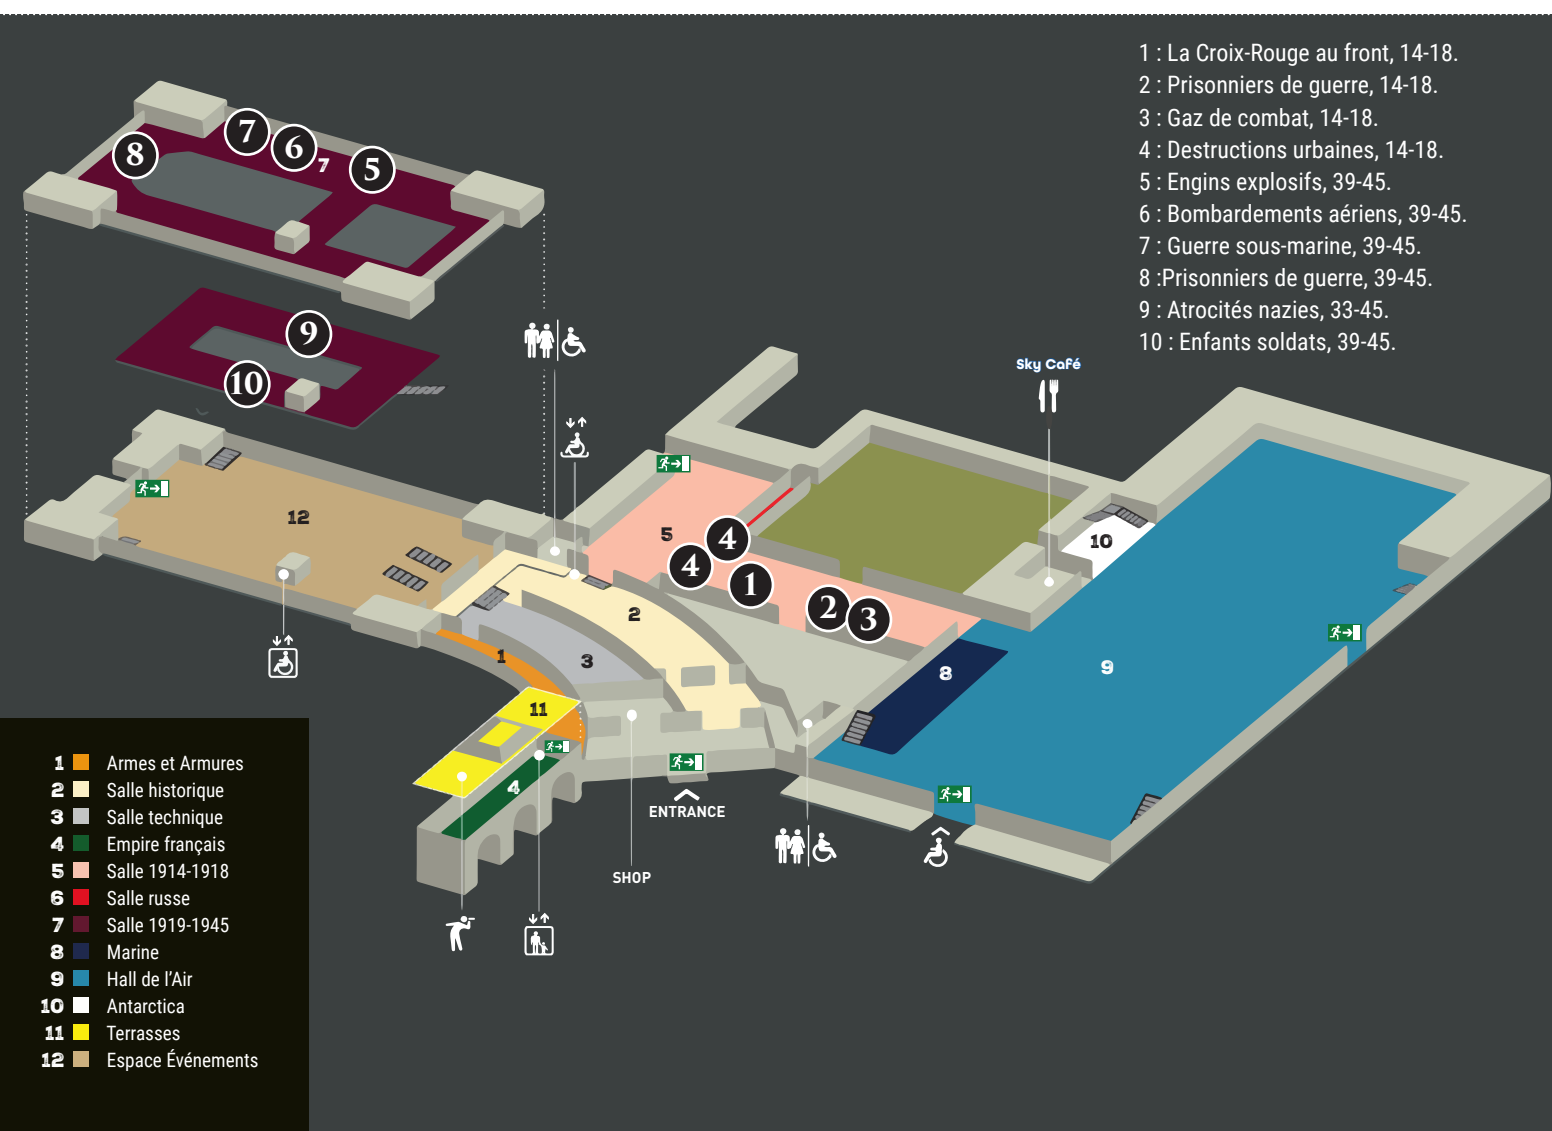 1 : La Croix-Rouge au front, 14-18.
2 : Prisonniers de guerre, 14-18.
3 : Gaz de combat, 14-18.
4 : Destructions urbaines, 14-18.
5 : Engins explosifs, 39-45.
6 : Bombardements aériens, 39-45.
7 : Guerre sous-marine, 39-45.
8 :Prisonniers de guerre, 39-45.
9 : Atrocités nazies, 33-45.
10 : Enfants soldats, 39-45.
7
6
5
8
7
9
10
Sky Café
12
5
4
4
1
2
3
10
2
3
1
8
9
11
4
ENTRANCE
SHOP
1 Armes et Armures
2 Salle historique
3 Salle technique
4 Empire français
5 Salle 1914-1918
6 Salle russe
7 Salle 1919-1945
8 Marine
9 Hall de l'Air
10 Antarctica
11 Terrasses
12 Espace Événements